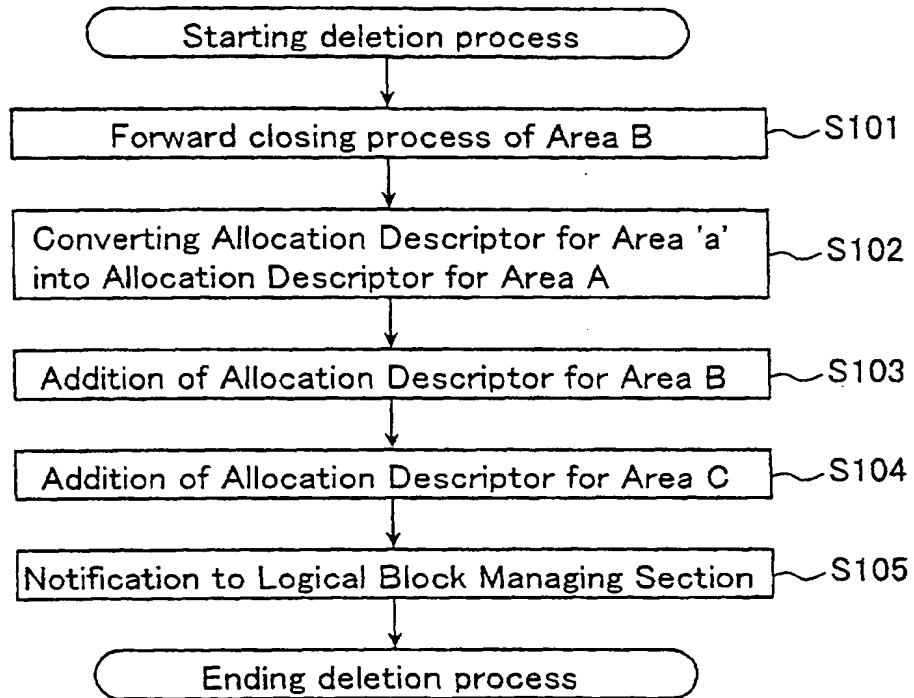 Starting deletion process
Forward closing process of Area B
S101
Converting Allocation Descriptor for Area 'a'
into Allocation Descriptor for Area A
S102
Addition of Allocation Descriptor for Area B
S103
Addition of Allocation Descriptor for Area C
S104
Notification to Logical Block Managing Section
S105
Ending deletion process